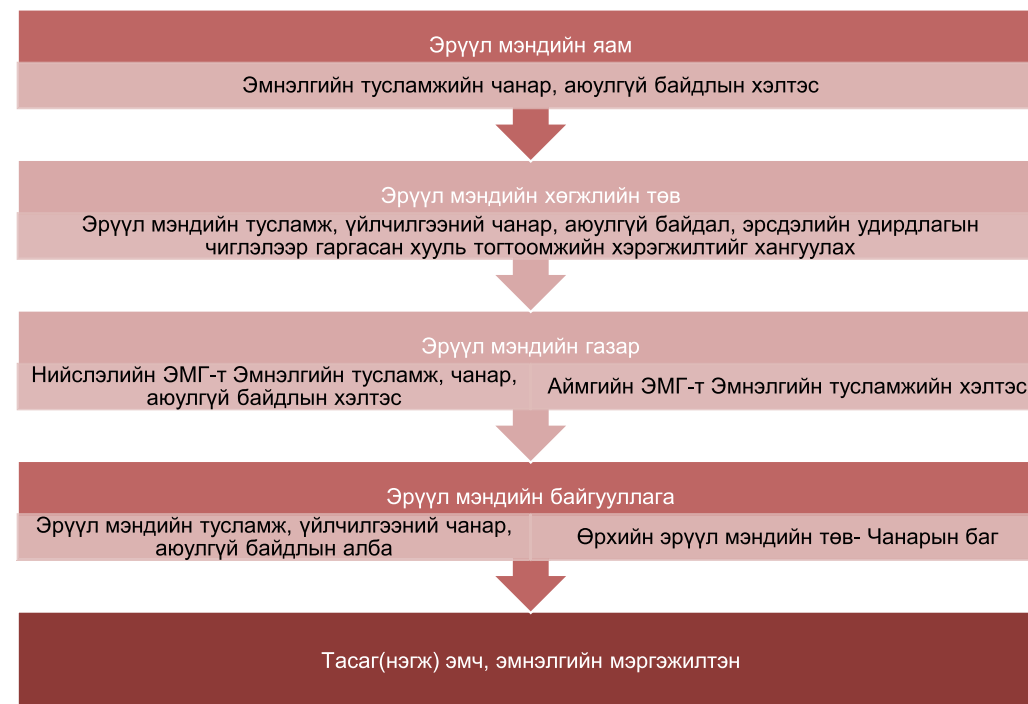 Эрүүл мэндийн яам
Эмнэлгийн тусламжийн чанар, аюулгүй байдлын хэлтэс
Эрүүл мэндийн хөгжлийн төв
Эрүүл мэндийн тусламж, үйлчилгээний чанар, аюулгүй байдал, эрсдэлийн удирдлагын
чиглэлээр гаргасан хууль тогтоомжийн хэрэгжилтийг хангуулах
Эрүүл мэндийн газар
Нийслэлийн ЭМГ-т Эмнэлгийн тусламж, чанар,
аюулгүй байдлын хэлтэс
Аймгийн ЭМГ-т Эмнэлгийн тусламжийн хэлтэс
Эрүүл мэндийн байгууллага
Эрүүл мэндийн тусламж, үйлчилгээний чанар,
аюулгүй байдлын алба
Өрхийн эрүүл мэндийн төв- Чанарын баг
Тасаг(нэгж) эмч, эмнэлгийн мэргэжилтэн